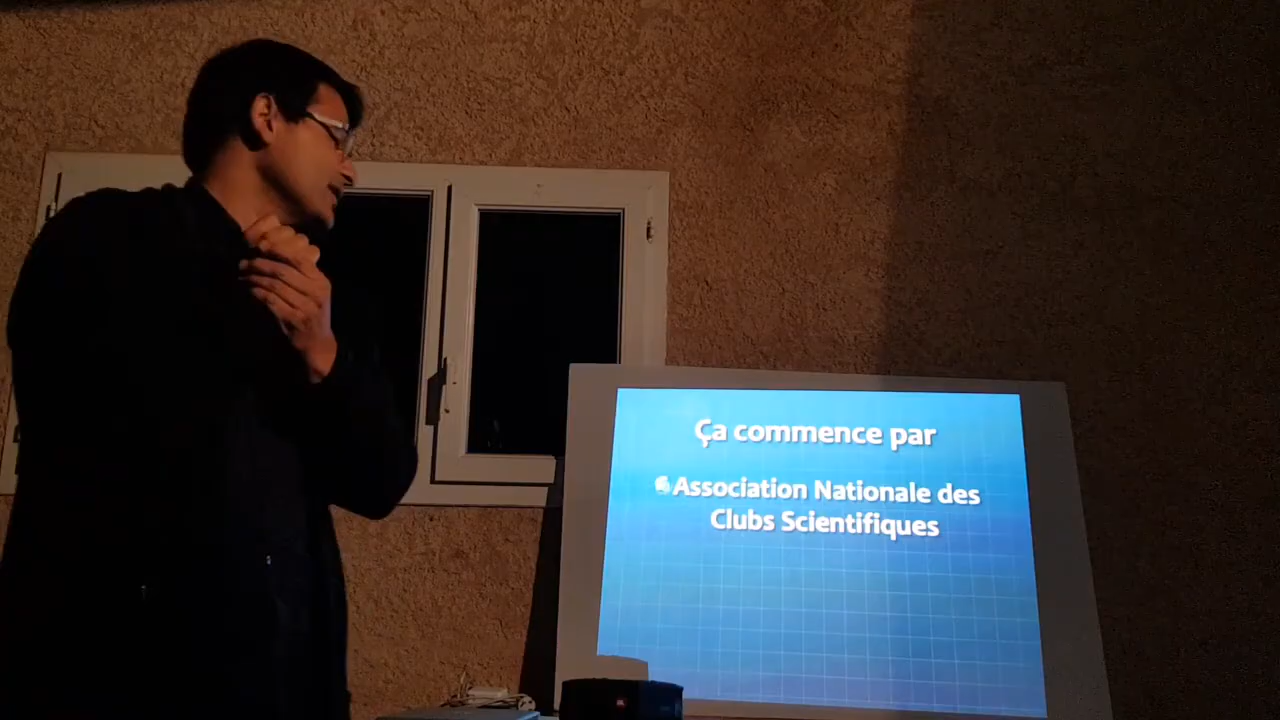 Ça commence par
Association Nationale des
Clubs Scientifiques